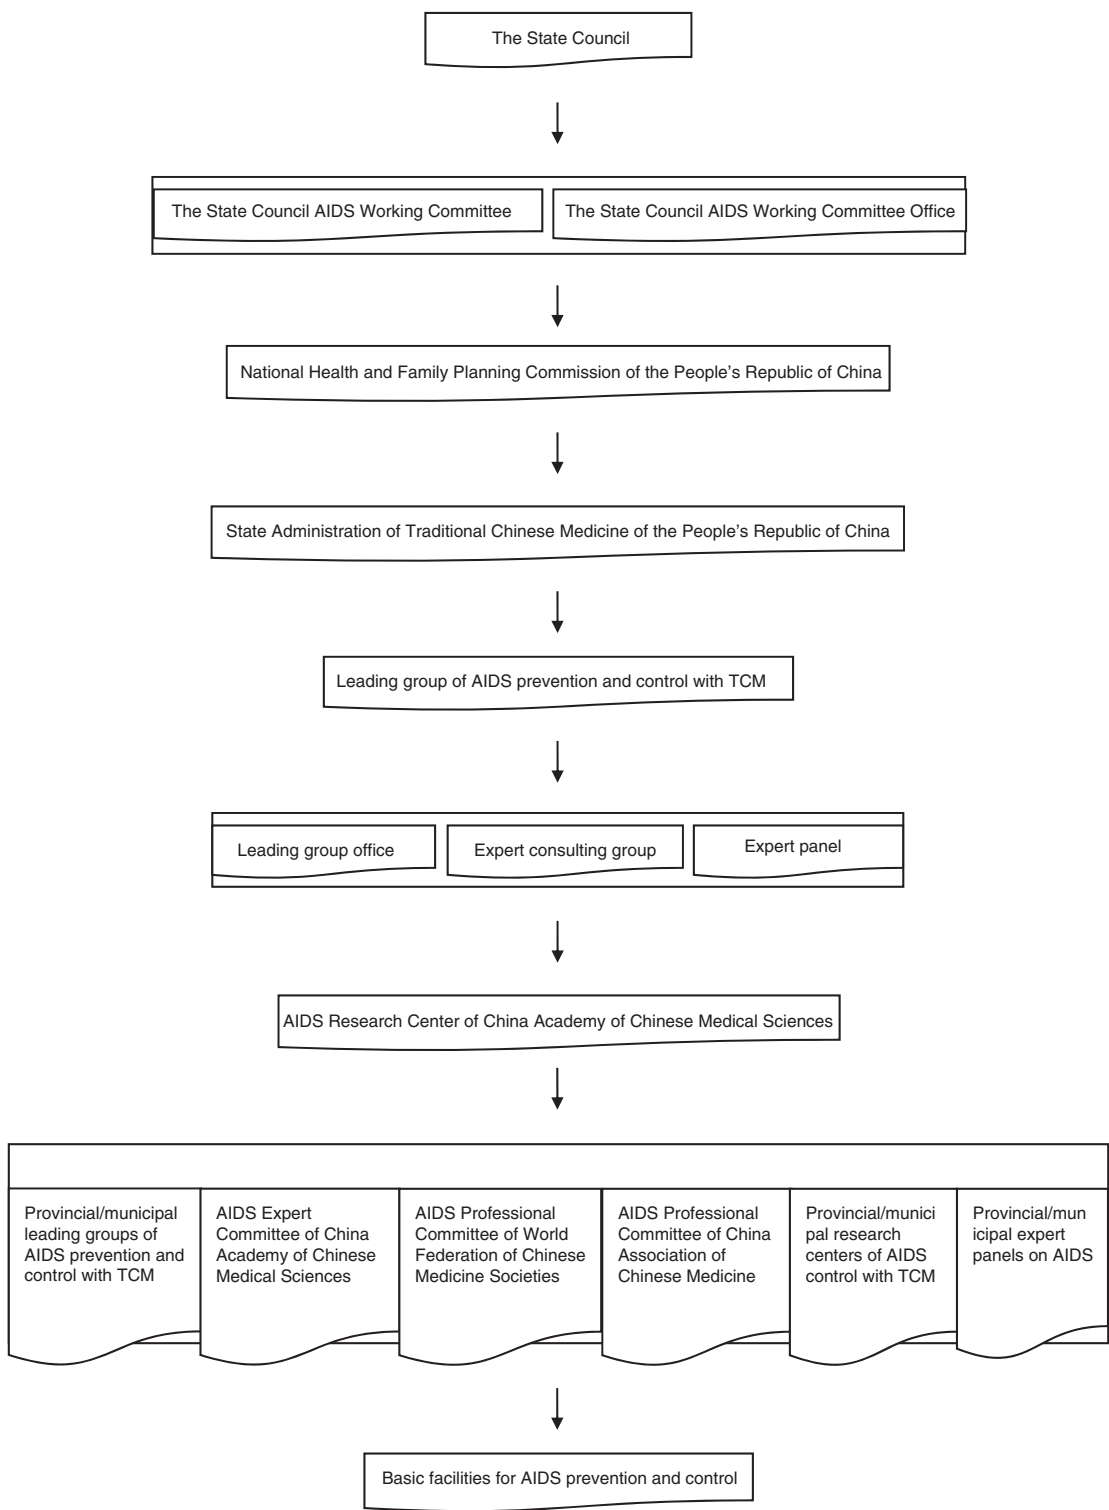 The State Council
The State Council AIDS Working Committee
The State Council AIDS Working Committee Office
National Health and Family Planning Commission of the People's Republic of China
State Administration of Traditional Chinese Medicine of the People's Republic of China
Leading group of AIDS prevention and control with TCM
Leading group office
Expert consulting group
Expert panel
AIDS Research Center of China Academy of Chinese Medical Sciences
Provincial/municipal
leading groups of
AIDS prevention and
control with TCM
AIDS Expert
Committee of China
Academy of Chinese
Medical Sciences
AIDS Professional
Committee of World
Federation of Chinese
Medicine Societies
AIDS Professional
Committee of China
Association of
Chinese Medicine
Provincial/munici
pal research
centers of AIDS
control with TCM
Provincial/mun
icipal expert
panels on AIDS
Basic facilities for AIDS prevention and control